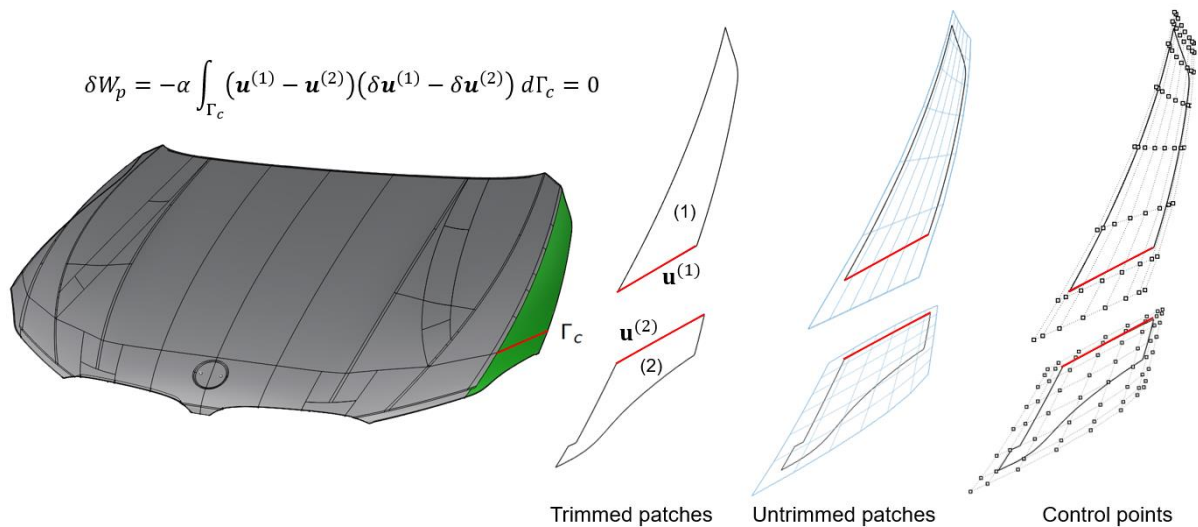 δW_p = −α ∫_{Γ_c} (𝐮^{(1)} − 𝐮^{(2)})(δ𝐮^{(1)} − δ𝐮^{(2)}) dΓ_c = 0
(1)
𝐮^{(1)}
Γ_c
𝐮^{(2)}
(2)
Trimmed patches Untrimmed patches Control points